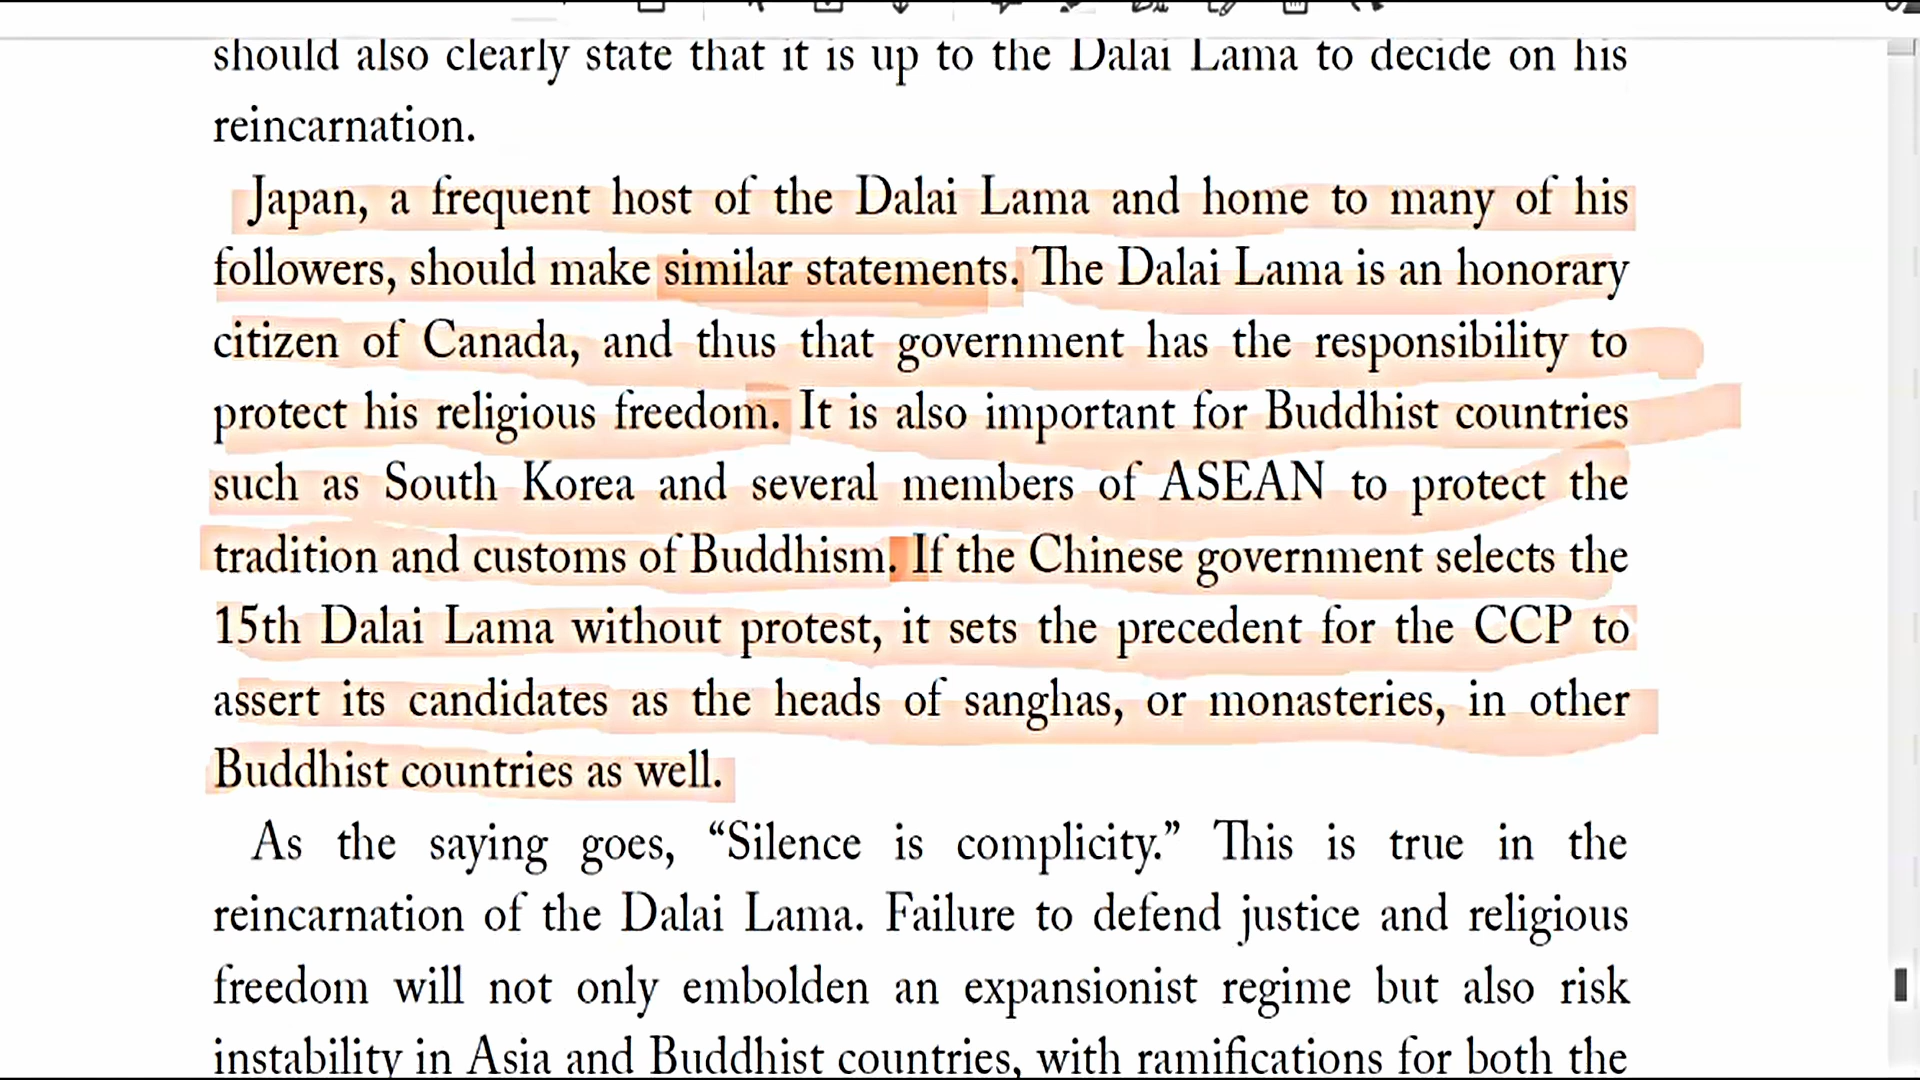 should also clearly state that it is up to the Dalai Lama to decide on his
reincarnation.
Japan, a frequent host of the Dalai Lama and home to many of his
followers, should make similar statements. The Dalai Lama is an honorary
citizen of Canada, and thus that government has the responsibility to
protect his religious freedom. It is also important for Buddhist countries
such as South Korea and several members of ASEAN to protect the
tradition and customs of Buddhism. If the Chinese government selects the
15th Dalai Lama without protest, it sets the precedent for the CCP to
assert its candidates as the heads of sanghas, or monasteries, in other
Buddhist countries as well.
As the saying goes, “Silence is complicity.” This is true in the
reincarnation of the Dalai Lama. Failure to defend justice and religious
freedom will not only embolden an expansionist regime but also risk
instability in Asia and Buddhist countries, with ramifications for both the